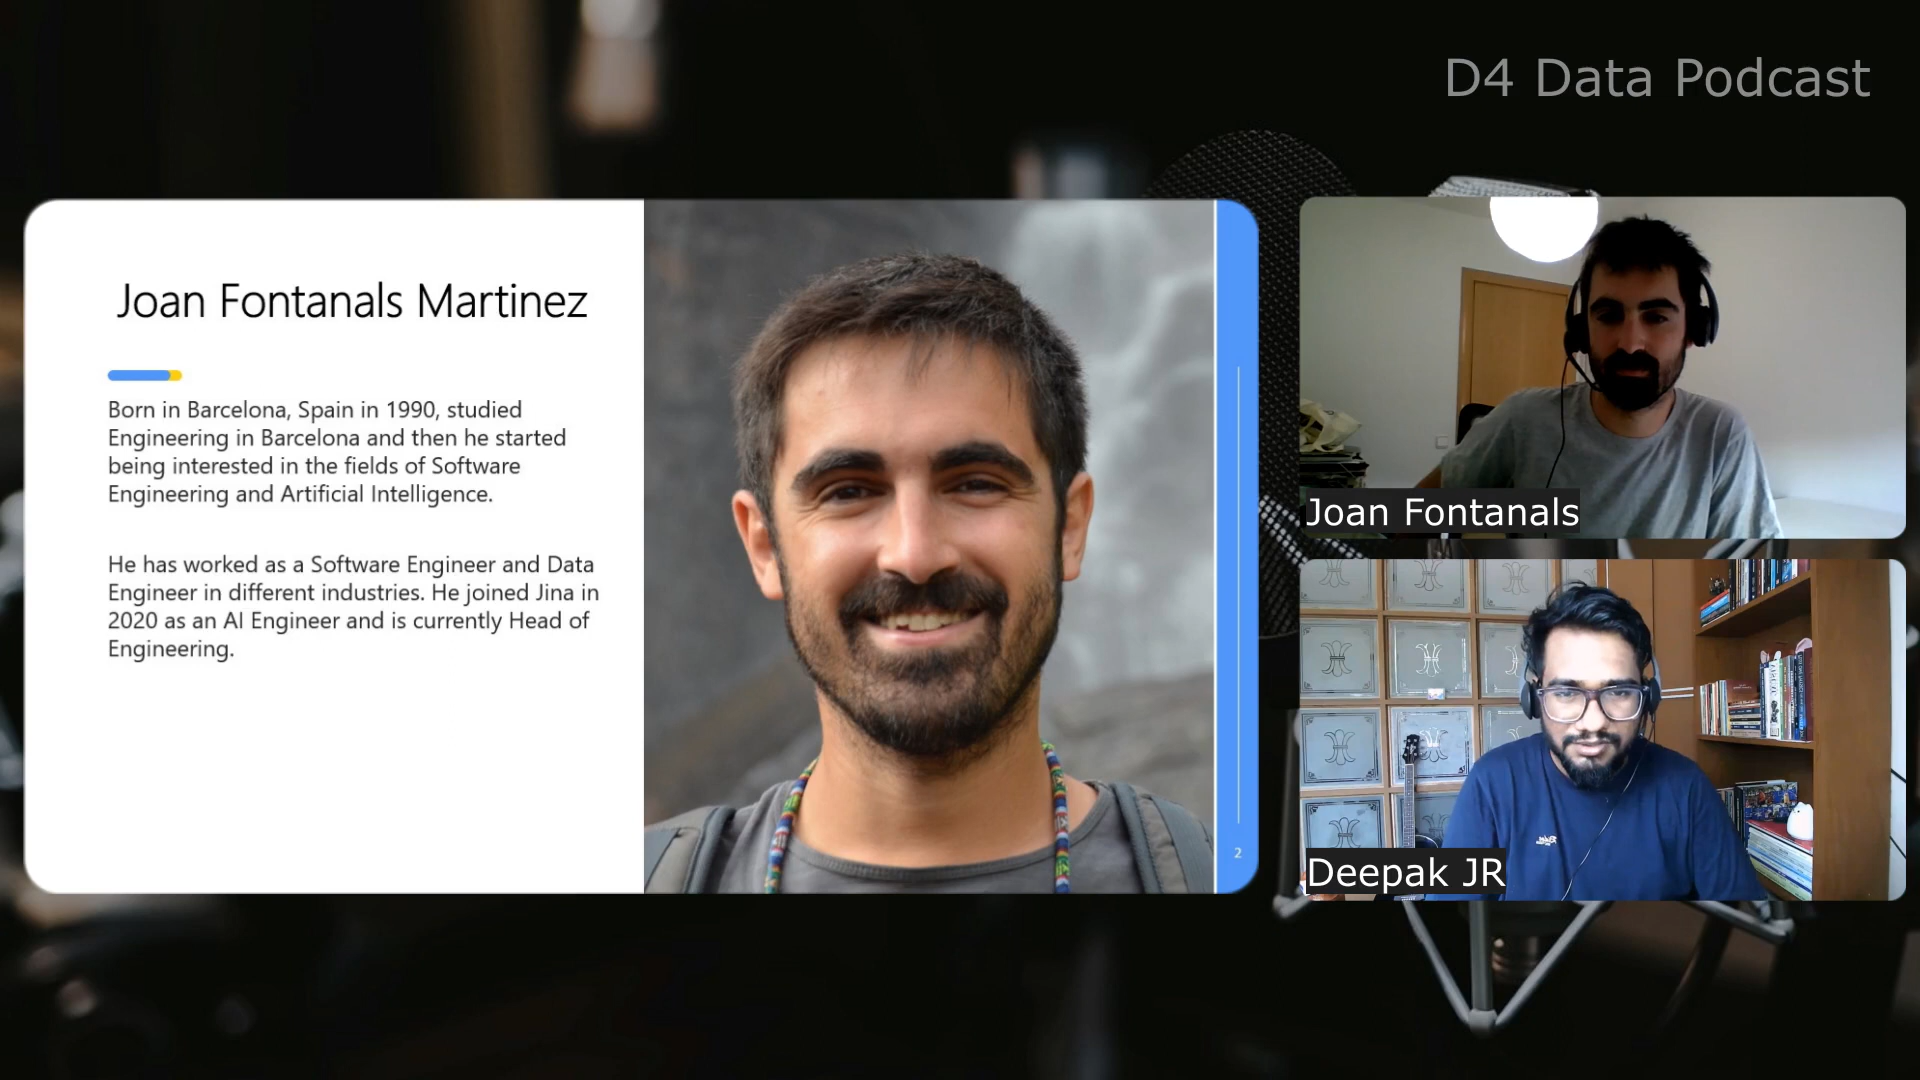 D4 Data Podcast
Joan Fontanals Martinez
Born in Barcelona, Spain in 1990, studied
Engineering in Barcelona and then he started
being interested in the fields of Software
Engineering and Artificial Intelligence.
He has worked as a Software Engineer and Data
Engineer in different industries. He joined Jina in
2020 as an AI Engineer and is currently Head of
Engineering.
2
Joan Fontanals
Deepak JR